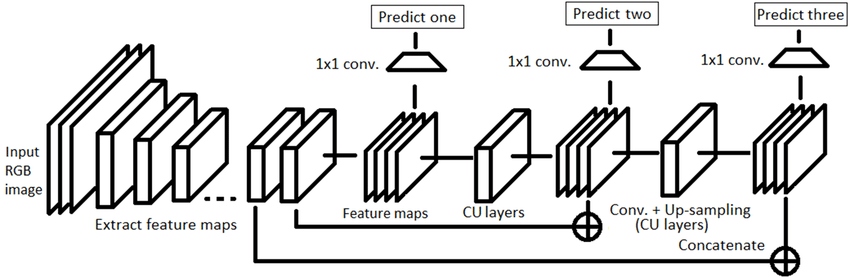 Predict one
Predict two
Predict three
1x1 conv.
1x1 conv.
1x1 conv.
Input
RGB
image
Extract feature maps
Feature maps
CU layers
Conv. + Up-sampling
(CU layers)
Concatenate